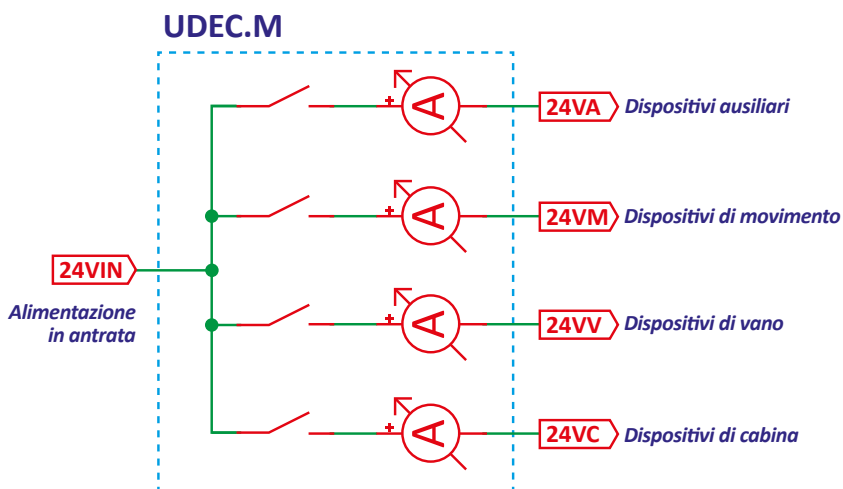 UDEC.M
+ A 24VA Dispositivi ausiliari
+ A 24VM Dispositivi di movimento
24VIN
Alimentazione
in antrata
+ A 24VV Dispositivi di vano
+ A 24VC Dispositivi di cabina